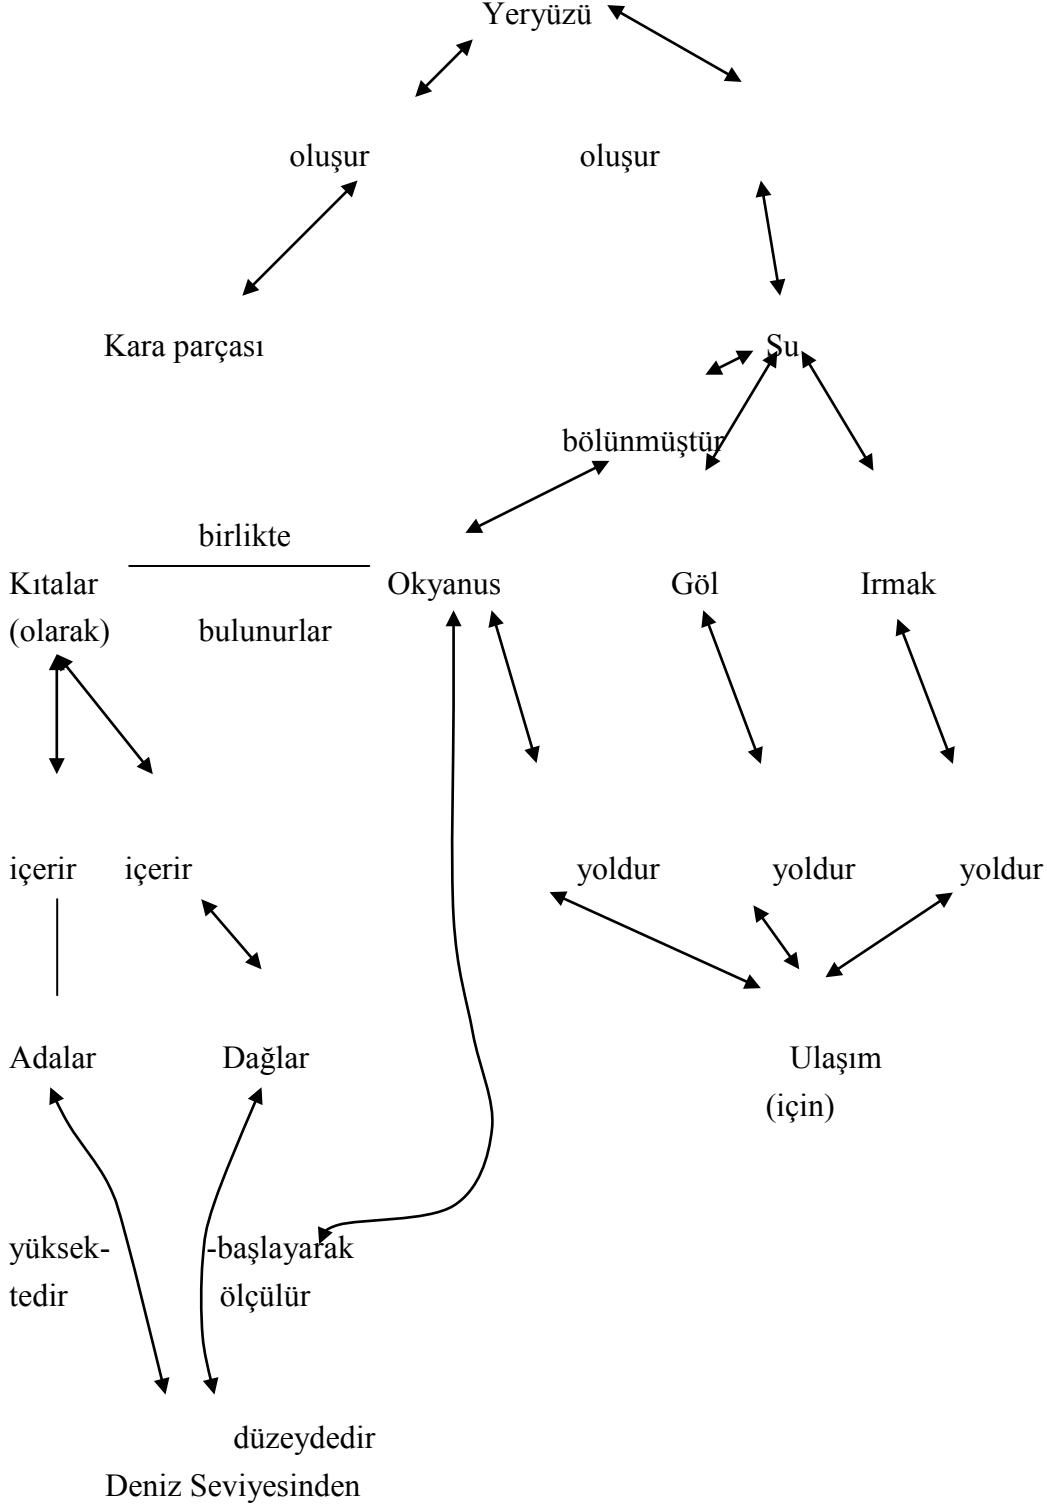 Yeryüzü
oluşur oluşur
Kara parçası Su
bölünmüştür
birlikte
Kıtalar Okyanus Göl Irmak
(olarak) bulunurlar
içerir içerir yoldur yoldur yoldur
Adalar Dağlar Ulaşım
(için)
yüksek- -başlayarak
tedir ölçülür
düzeydedir
Deniz Seviyesinden